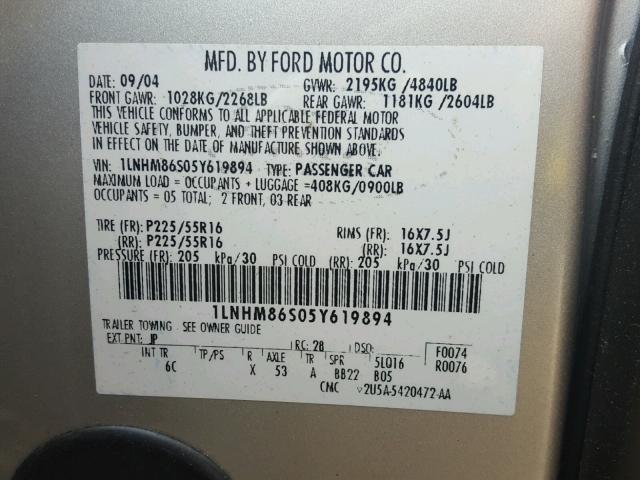 MFD. BY FORD MOTOR CO.
DATE: 09/04 GVWR: 2195KG /4840LB
FRONT GAWR: 1028KG/2268LB REAR GAWR: 1181KG /2604LB
THIS VEHICLE CONFORMS TO ALL APPLICABLE FEDERAL MOTOR
VEHICLE SAFETY, BUMPER, AND THEFT PREVENTION STANDARDS
IN EFFECT ON THE DATE OF MANUFACTURE SHOWN ABOVE.
VIN: 1LNHM86S05Y619894 TYPE: PASSENGER CAR
MAXIMUM LOAD = OCCUPANTS + LUGGAGE =408KG/0900LB
OCCUPANTS = 05 TOTAL; 2 FRONT, 03 REAR
TIRE (FR): P225/55R16 RIMS (FR): 16X7.5J
(RR): P225/55R16 (RR): 16X7.5J
PRESSURE (FR): 205 kPa/30 PSI COLD (RR): 205 kPa/30 PSI COLD
1LNHM86S05Y619894
TRAILER TOWING - SEE OWNER GUIDE
EXT PNT: JP RC: 28 DSO: F0074
INT TR TP/PS R AXLE TR SPR 5L016 R0076
6C X 53 A BB22 B05
CMC 2U5A-5420472-AA